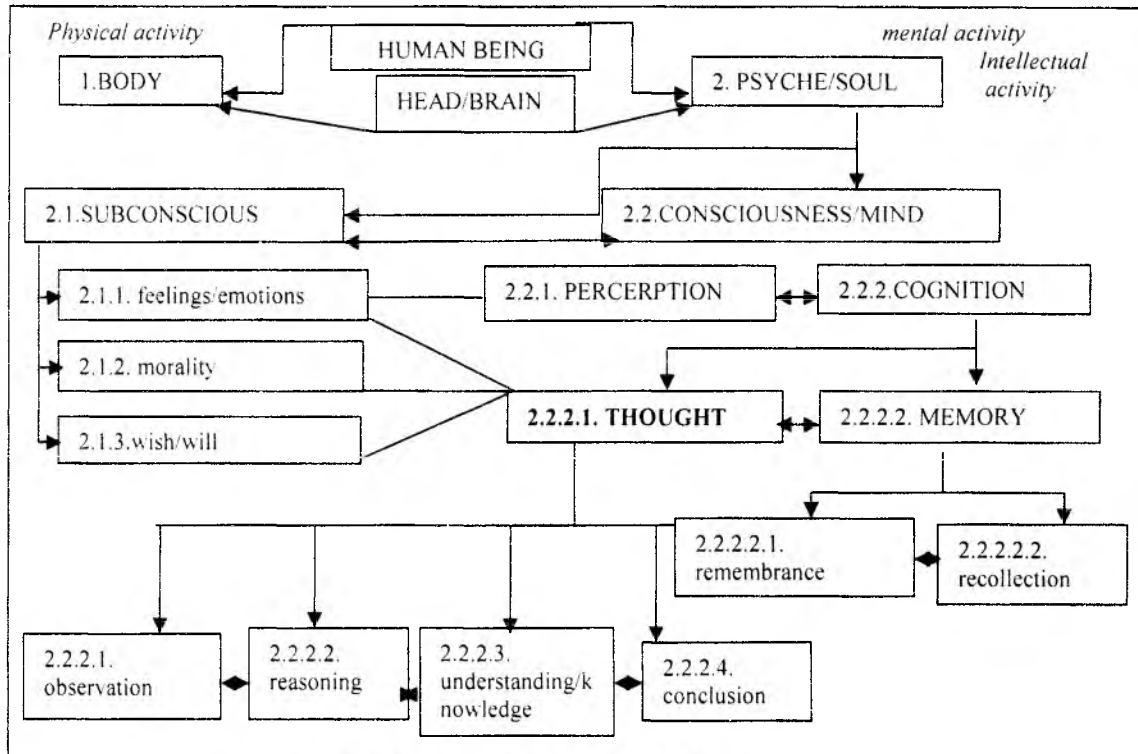 Physical activity
HUMAN BEING
mental activity
Intellectual
activity
1.BODY
HEAD/BRAIN
2. PSYCHE/SOUL
2.1.SUBCONSCIOUS
2.2.CONSCIOUSNESS/MIND
2.1.1. feelings/emotions
2.2.1. PERCERPTION
2.2.2.COGNITION
2.1.2. morality
2.2.2.1. THOUGHT
2.2.2.2. MEMORY
2.1.3.wish/will
2.2.2.2.1.
remembrance
2.2.2.2.2.
recollection
2.2.2.1.
observation
2.2.2.2.
reasoning
2.2.2.3.
understanding/k
nowledge
2.2.2.4.
conclusion